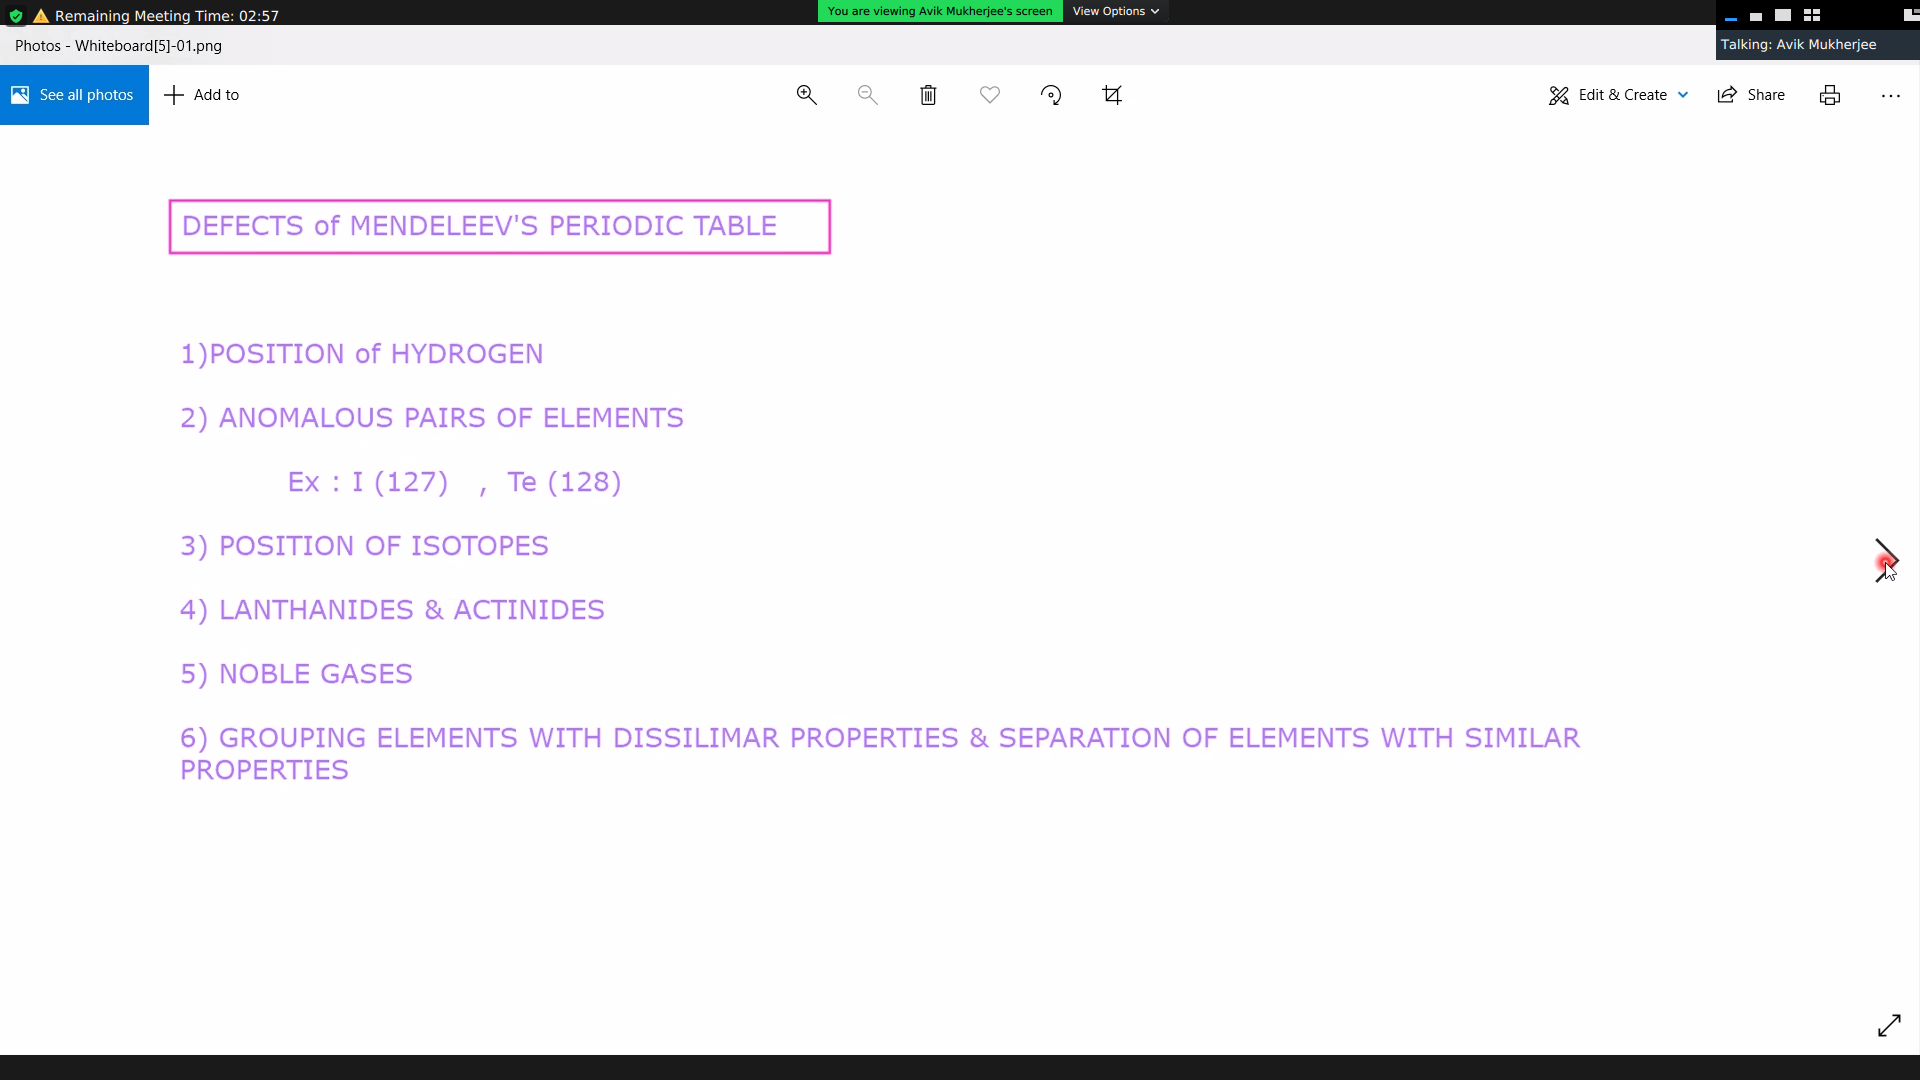 Remaining Meeting Time: 02:57
You are viewing Avik Mukherjee's screen View Options
Photos - Whiteboard[5]-01.png
Talking: Avik Mukherjee
See all photos Add to Edit & Create Share
DEFECTS of MENDELEEV'S PERIODIC TABLE
1)POSITION of HYDROGEN
2) ANOMALOUS PAIRS OF ELEMENTS
Ex : I (127) , Te (128)
3) POSITION OF ISOTOPES
4) LANTHANIDES & ACTINIDES
5) NOBLE GASES
6) GROUPING ELEMENTS WITH DISSILIMAR PROPERTIES & SEPARATION OF ELEMENTS WITH SIMILAR
PROPERTIES